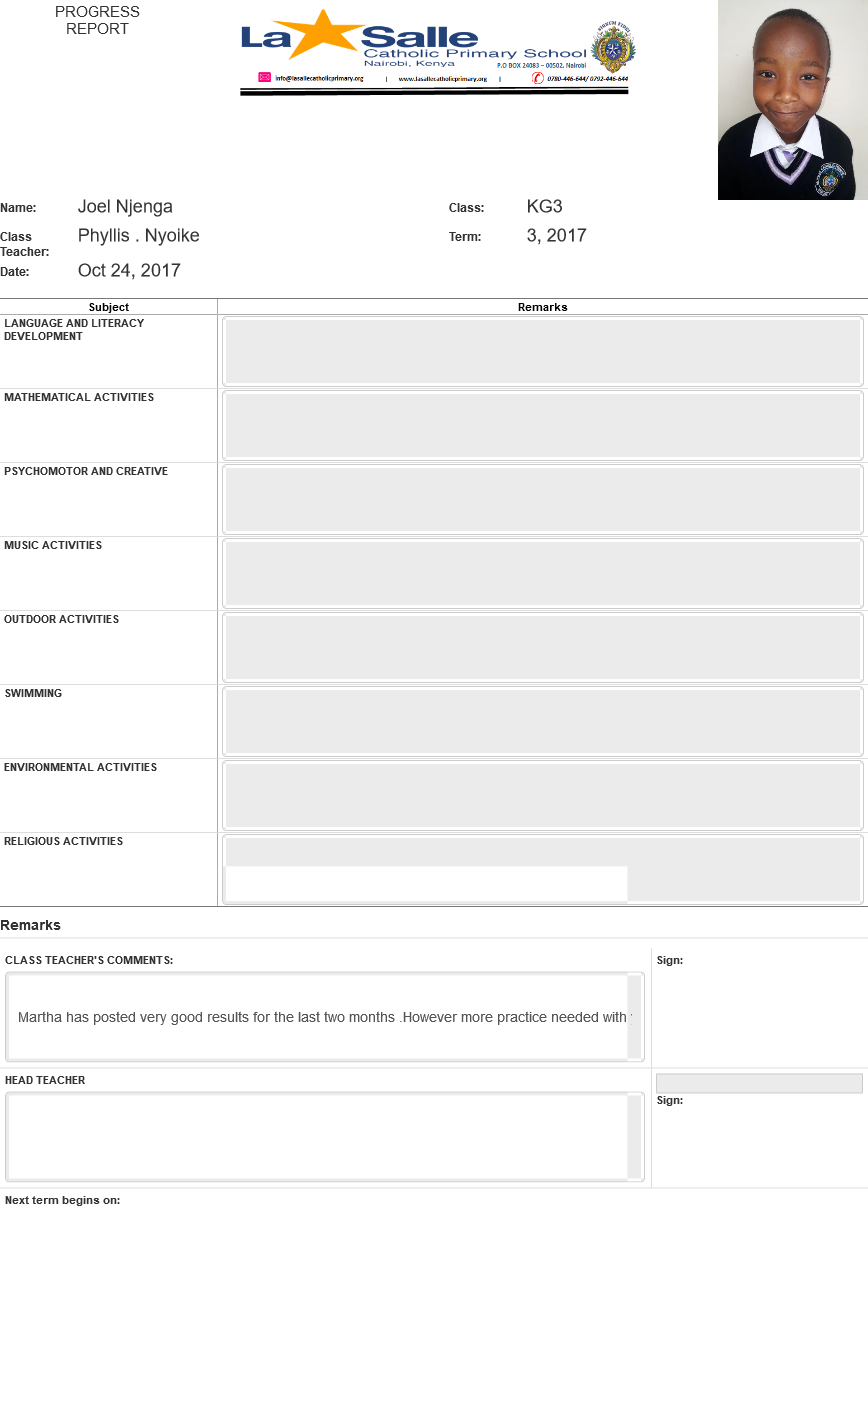 PROGRESS
REPORT
La Salle
Catholic Primary School
Nairobi, Kenya
P.O BOX 24083 – 00502, Nairobi
info@lasallecatholicprimary.org | www.lasallecatholicprimary.org | 0780-446-644/ 0792-446-644
Name: Joel Njenga Class: KG3
Class Teacher: Phyllis . Nyoike Term: 3, 2017
Date: Oct 24, 2017
Subject Remarks
LANGUAGE AND LITERACY
DEVELOPMENT
MATHEMATICAL ACTIVITIES
PSYCHOMOTOR AND CREATIVE
MUSIC ACTIVITIES
OUTDOOR ACTIVITIES
SWIMMING
ENVIRONMENTAL ACTIVITIES
RELIGIOUS ACTIVITIES
Remarks
CLASS TEACHER'S COMMENTS: Sign:
Martha has posted very good results for the last two months .However more practice needed with
HEAD TEACHER
Sign:
Next term begins on: